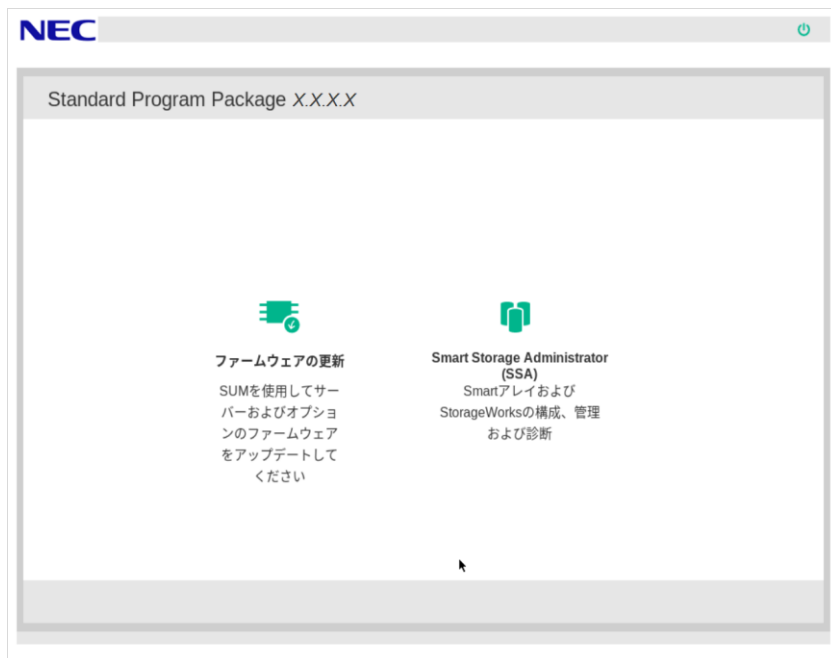 NEC
Standard Program Package X.X.X.X
ファームウェアの更新
SUMを使用してサー
バーおよびオプショ
ンのファームウェア
をアップデートして
ください
Smart Storage Administrator
(SSA)
Smartアレイおよび
StorageWorksの構成、管理
および診断